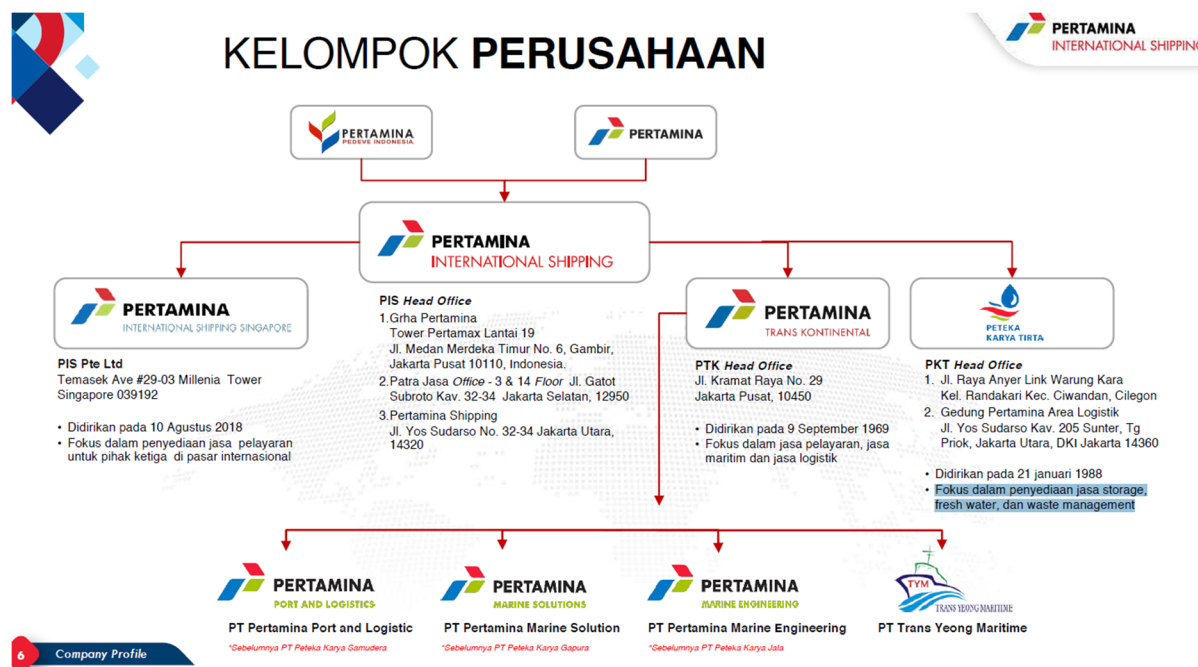 KELOMPOK PERUSAHAAN
PERTAMINA
INTERNATIONAL SHIPPING
PERTAMINA
PEDEVE INDONESIA
PERTAMINA
PERTAMINA
INTERNATIONAL SHIPPING
PERTAMINA
INTERNATIONAL SHIPPING SINGAPORE
PIS Pte Ltd
Temasek Ave #29-03 Millenia Tower
Singapore 039192
• Didirikan pada 10 Agustus 2018
• Fokus dalam penyediaan jasa pelayaran
untuk pihak ketiga di pasar internasional
PIS Head Office
1.Grha Pertamina
Tower Pertamax Lantai 19
Jl. Medan Merdeka Timur No. 6, Gambir,
Jakarta Pusat 10110, Indonesia.
2.Patra Jasa Office - 3 & 14 Floor Jl. Gatot
Subroto Kav. 32-34 Jakarta Selatan, 12950
3.Pertamina Shipping
Jl. Yos Sudarso No. 32-34 Jakarta Utara,
14320
PERTAMINA
TRANS KONTINENTAL
PTK Head Office
Jl. Kramat Raya No. 29
Jakarta Pusat, 10450
• Didirikan pada 9 September 1969
• Fokus dalam jasa pelayaran, jasa
maritim dan jasa logistik
PETEKA
KARYA TIRTA
PKT Head Office
1. Jl. Raya Anyer Link Warung Kara
Kel. Randakari Kec. Ciwandan, Cilegon
2. Gedung Pertamina Area Logistik
Jl. Yos Sudarso Kav. 205 Sunter, Tg
Priok, Jakarta Utara, DKI Jakarta 14360
• Didirikan pada 21 januari 1988
• Fokus dalam penyediaan jasa storage,
fresh water, dan waste management
PERTAMINA
PORT AND LOGISTICS
PT Pertamina Port and Logistic
*Sebelumnya PT Peteka Karya Samudera
PERTAMINA
MARINE SOLUTIONS
PT Pertamina Marine Solution
*Sebelumnya PT Peteka Karya Gapura
PERTAMINA
MARINE ENGINEERING
PT Pertamina Marine Engineering
*Sebelumnya PT Peteka Karya Jala
TYM
TRANS YEONG MARITIME
PT Trans Yeong Maritime
6
Company Profile